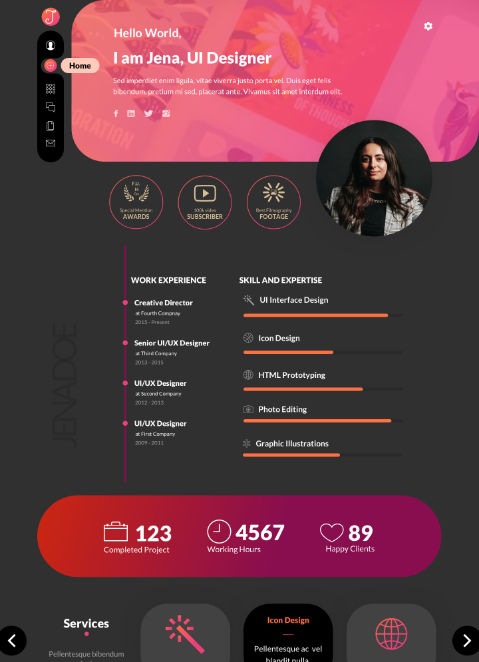 Hello World,
I am Jena, UI Designer
Home
Sed imperdiet enim ligula, vitae viverra justo porta vel. Duis eget felis
bibendum, pretium mi sed, placerat ante. Vivamus sit amet interdum elit.
Special Mention
AWARDS
100k video
SUBSCRIBER
Best Filmography
FOOTAGE
WORK EXPERIENCE
Creative Director
at Fourth Compnay
2015 - Present
Senior UI/UX Designer
at Third Company
2013 - 2015
UI/UX Designer
at Second Company
2012 - 2013
UI/UX Designer
at First Company
2009 - 2011
SKILL AND EXPERTISE
UI Interface Design
Icon Design
HTML Prototyping
Photo Editing
Graphic Illustrations
JENADOE
123
Completed Project
4567
Working Hours
89
Happy Clients
Services
Pellentesque bibendum
Icon Design
Pellentesque ac vel
blandit nulla